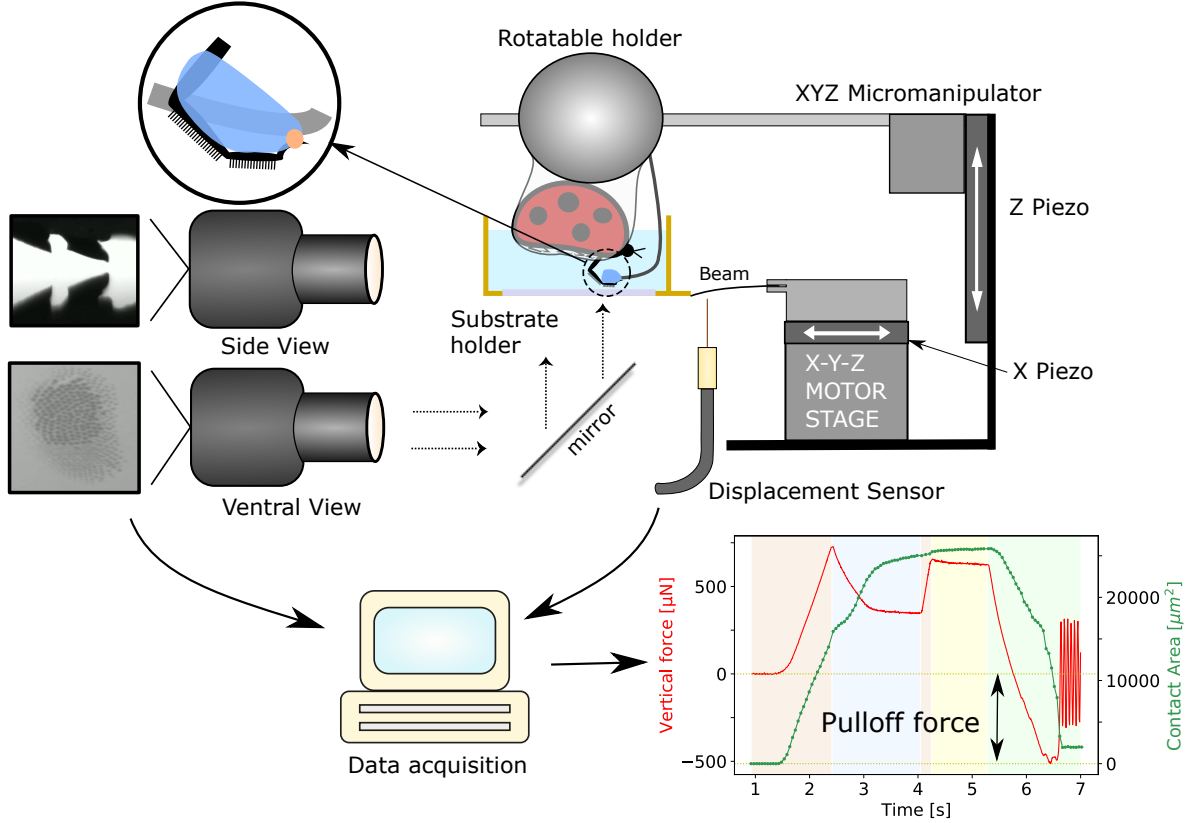 Rotatable holder
XYZ Micromanipulator
Z Piezo
Beam
Substrate
holder
Side View
X Piezo
X-Y-Z
MOTOR
STAGE
mirror
Ventral View
Displacement Sensor
Data acquisition
Vertical force [μN]
500
0
−500
Pulloff force
20000
10000
0
Contact Area [μm²]
1 2 3 4 5 6 7
Time [s]